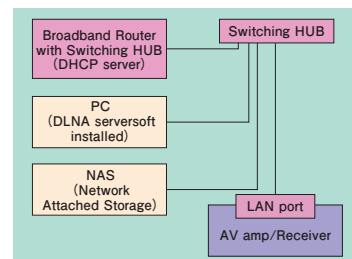 Broadband Router
with Switching HUB
(DHCP server)
Switching HUB
PC
(DLNA serversoft
installed)
NAS
(Network
Attached Storage)
LAN port
AV amp/Receiver